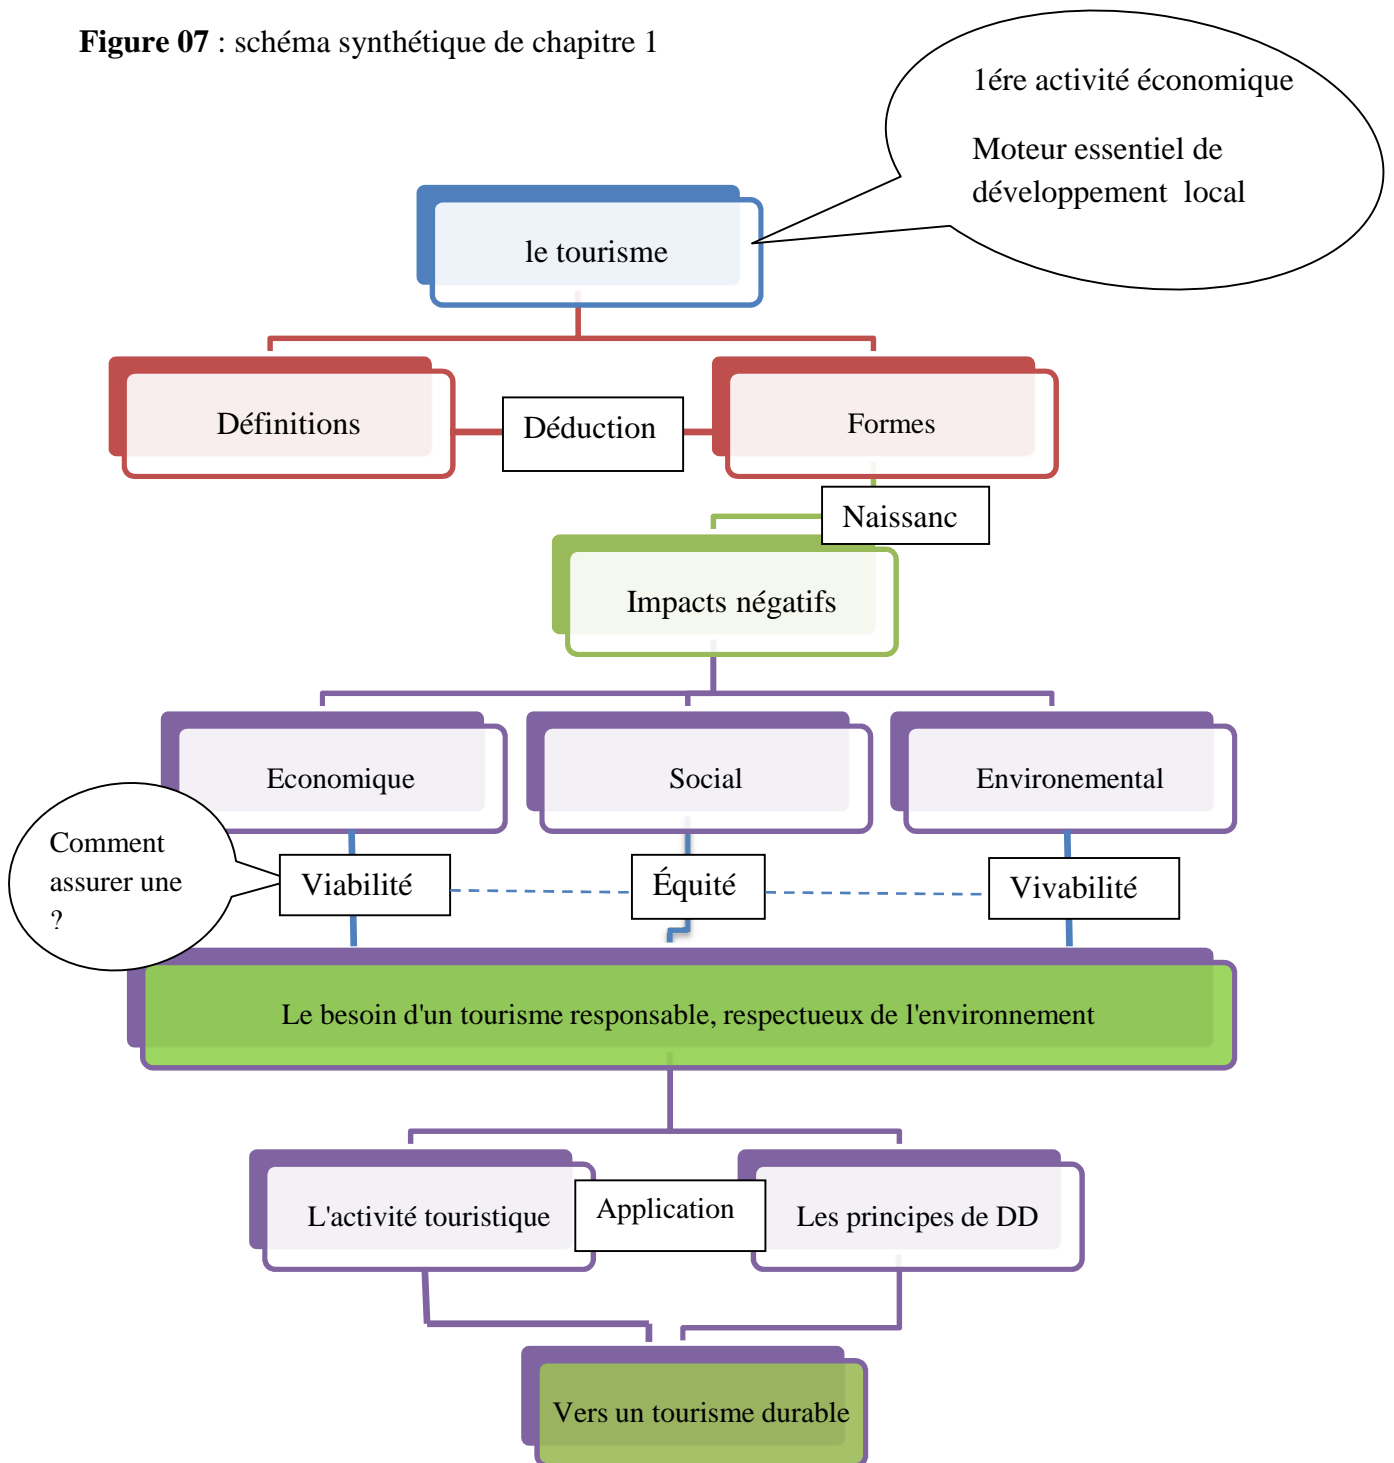 Figure 07 : schéma synthétique de chapitre 1
1ére activité économique
Moteur essentiel de
développement local
le tourisme
Définitions
Déduction
Formes
Naissanc
Impacts négatifs
Economique
Social
Environemental
Comment
assurer une
?
Viabilité
Équité
Vivabilité
Le besoin d'un tourisme responsable, respectueux de l'environnement
L'activité touristique
Application
Les principes de DD
Vers un tourisme durable